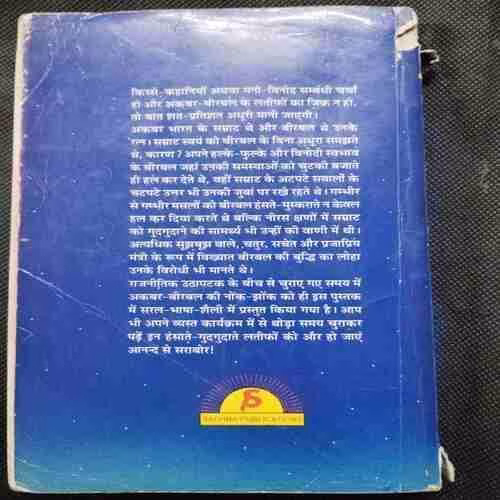 किस्से-कहानियों अथवा मनो-विनोद सम्बंधी चर्चा
हो और अकबर-बीरबल के लतीफों का जिक्र न हो,
तो बात शत-प्रतिशत अधूरी मानी जाएगी।
अकबर भारत के सम्राट थे और बीरबल थे उनके
रत्न। सम्राट स्वयं को बीरबल के बिना अधूरा समझते
थे, कारण? अपने हल्के-फुल्के और विनोदी स्वभाव
के बीरबल जहां उनकी समस्याओं को चुटकी बजाते
ही हल कर देते थे, वहीं सम्राट के अटपटे सवालों के
चटपटे उत्तर भी उनकी जुबां पर रखे रहते थे। गम्भीर
से गम्भीर मसलों को बीरबल हंसते-मुस्कराते न केवल
हल कर दिया करते थे बल्कि नीरस क्षणों में सम्राट
को गुदगुदाने की सामर्थ्य भी उन्हीं की वाणी में थी।
अत्यधिक सूझबूझ वाले, चतुर, सचेत और प्रजाप्रिय
मंत्री के रूप में विख्यात बीरबल की बुद्धि का लोहा
उनके विरोधी भी मानते थे।
राजनीतिक उठापटक के बीच से चुराए गए समय में
अकबर-बीरबल की नोंक-झोंक को ही इस पुस्तक
में सरल-भाषा-शैली में प्रस्तुत किया गया है। आप
भी अपने व्यस्त कार्यक्रम में से थोड़ा समय चुराकर
पढ़ें इन हंसाते-गुदगुदाते लतीफों को और हो जाएं
आनन्द से सराबोर!